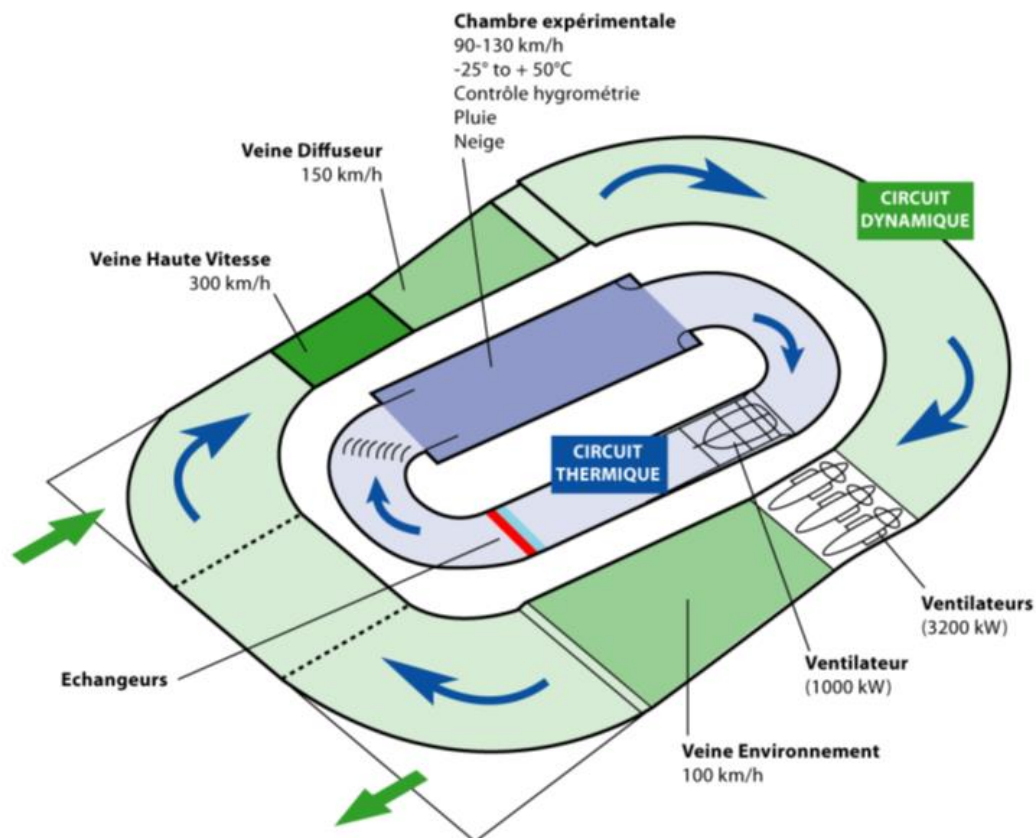 Chambre expérimentale
90-130 km/h
-25° to + 50°C
Contrôle hygrométrie
Pluie
Neige
Veine Diffuseur
150 km/h
CIRCUIT
DYNAMIQUE
Veine Haute Vitesse
300 km/h
CIRCUIT
THERMIQUE
Ventilateurs
(3200 kW)
Ventilateur
(1000 kW)
Echangeurs
Veine Environnement
100 km/h